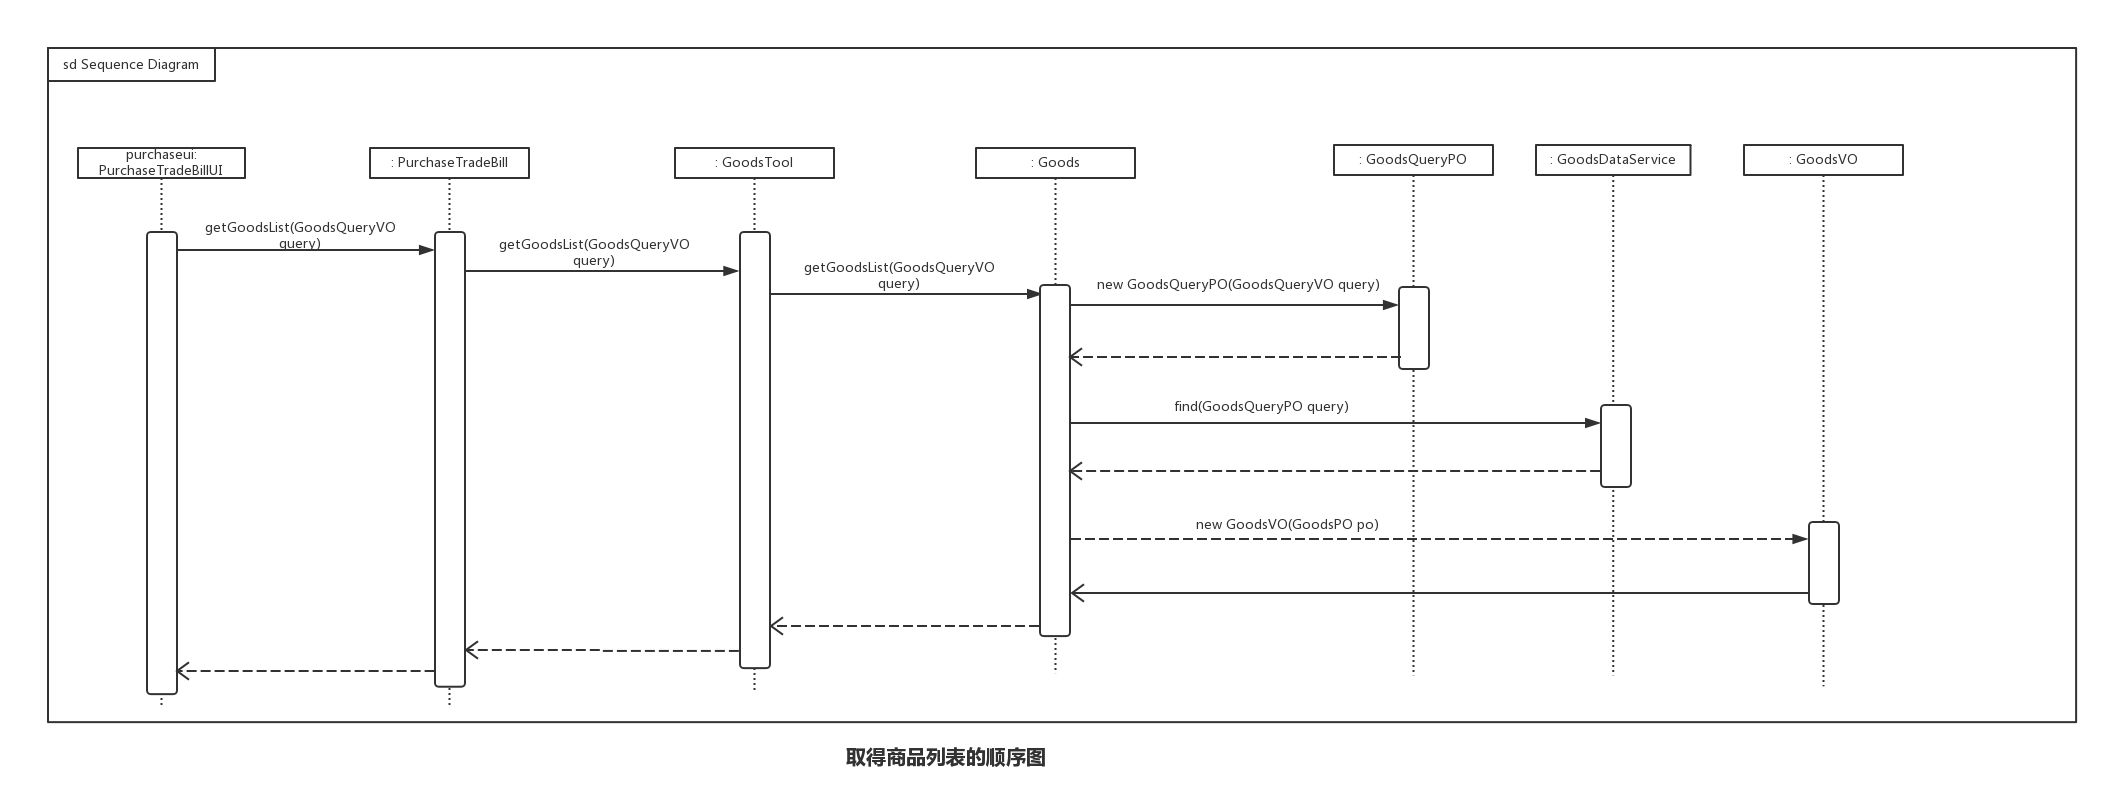 sd Sequence Diagram
purchaseui:
PurchaseTradeBillUI
: PurchaseTradeBill
: GoodsTool
: Goods
: GoodsQueryPO
: GoodsDataService
: GoodsVO
getGoodsList(GoodsQueryVO
query)
getGoodsList(GoodsQueryVO
query)
getGoodsList(GoodsQueryVO
query)
new GoodsQueryPO(GoodsQueryVO query)
find(GoodsQueryPO query)
new GoodsVO(GoodsPO po)
取得商品列表的顺序图